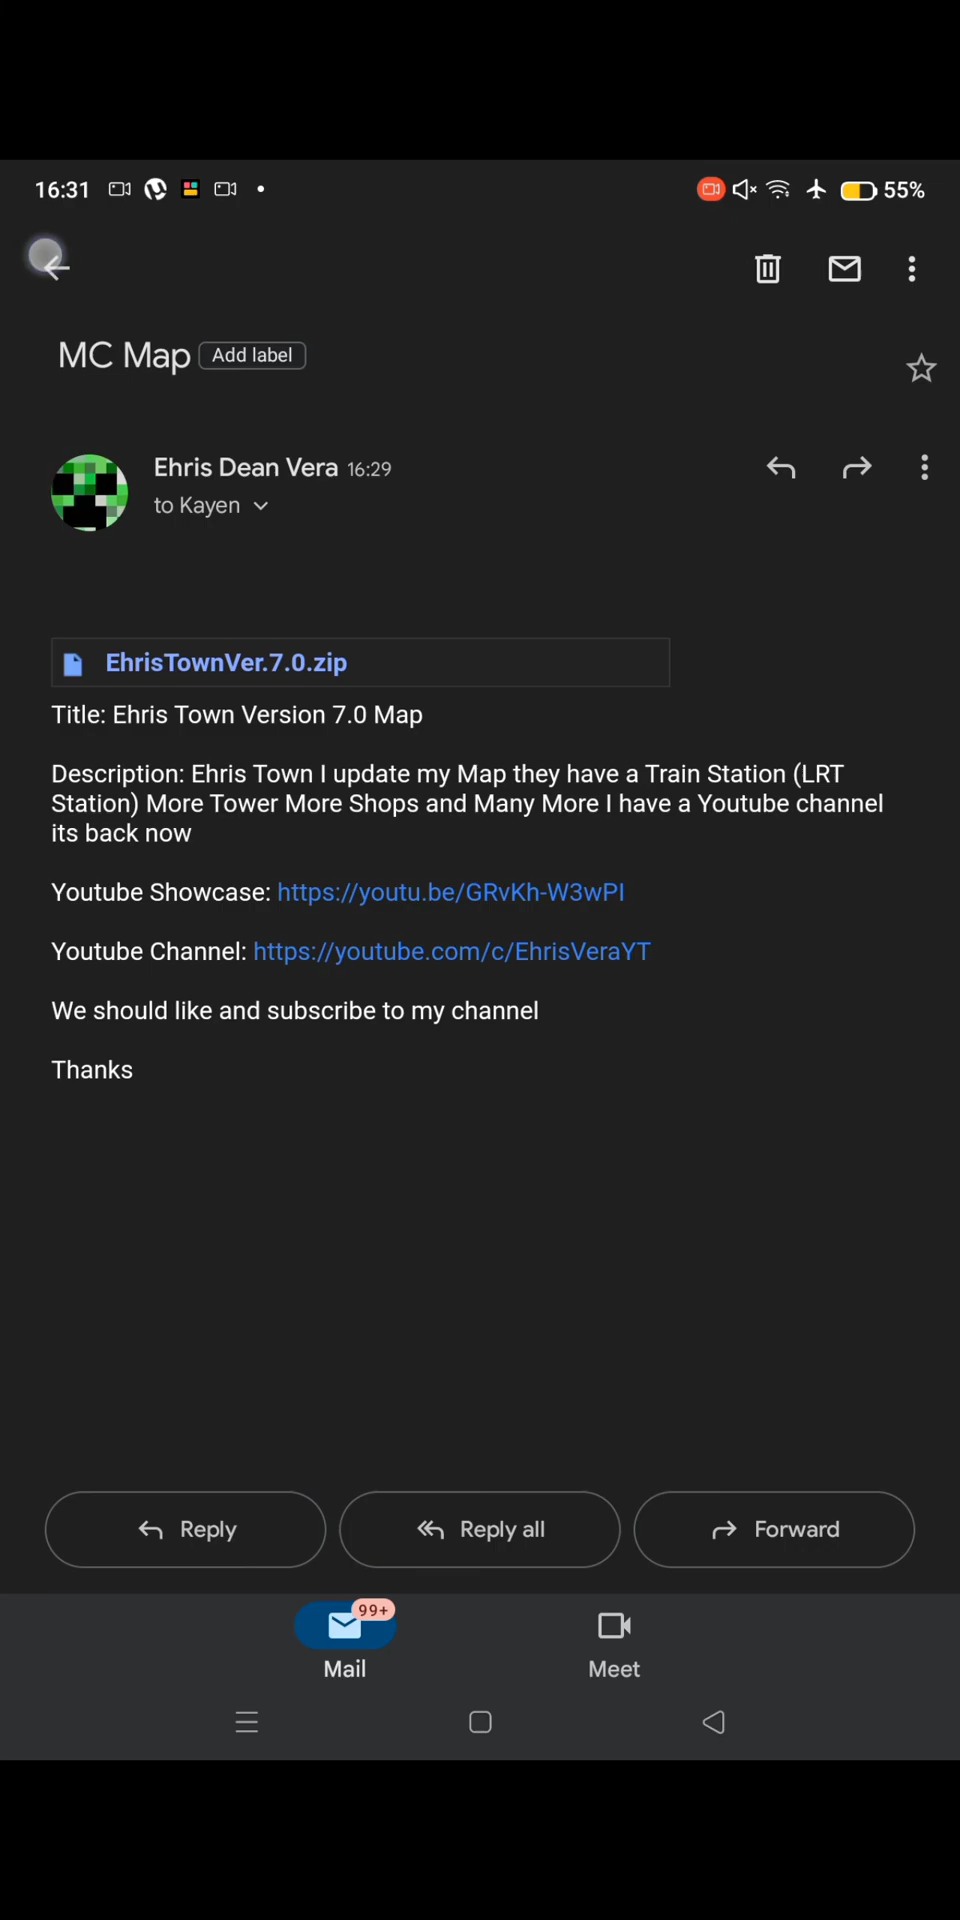 16:31
55%
MC Map Add label
Ehris Dean Vera 16:29
to Kayen
EhrisTownVer.7.0.zip
Title: Ehris Town Version 7.0 Map
Description: Ehris Town I update my Map they have a Train Station (LRT
Station) More Tower More Shops and Many More I have a Youtube channel
its back now
Youtube Showcase: https://youtu.be/GRvKh-W3wPI
Youtube Channel: https://youtube.com/c/EhrisVeraYT
We should like and subscribe to my channel
Thanks
Reply
Reply all
Forward
99+
Mail
Meet